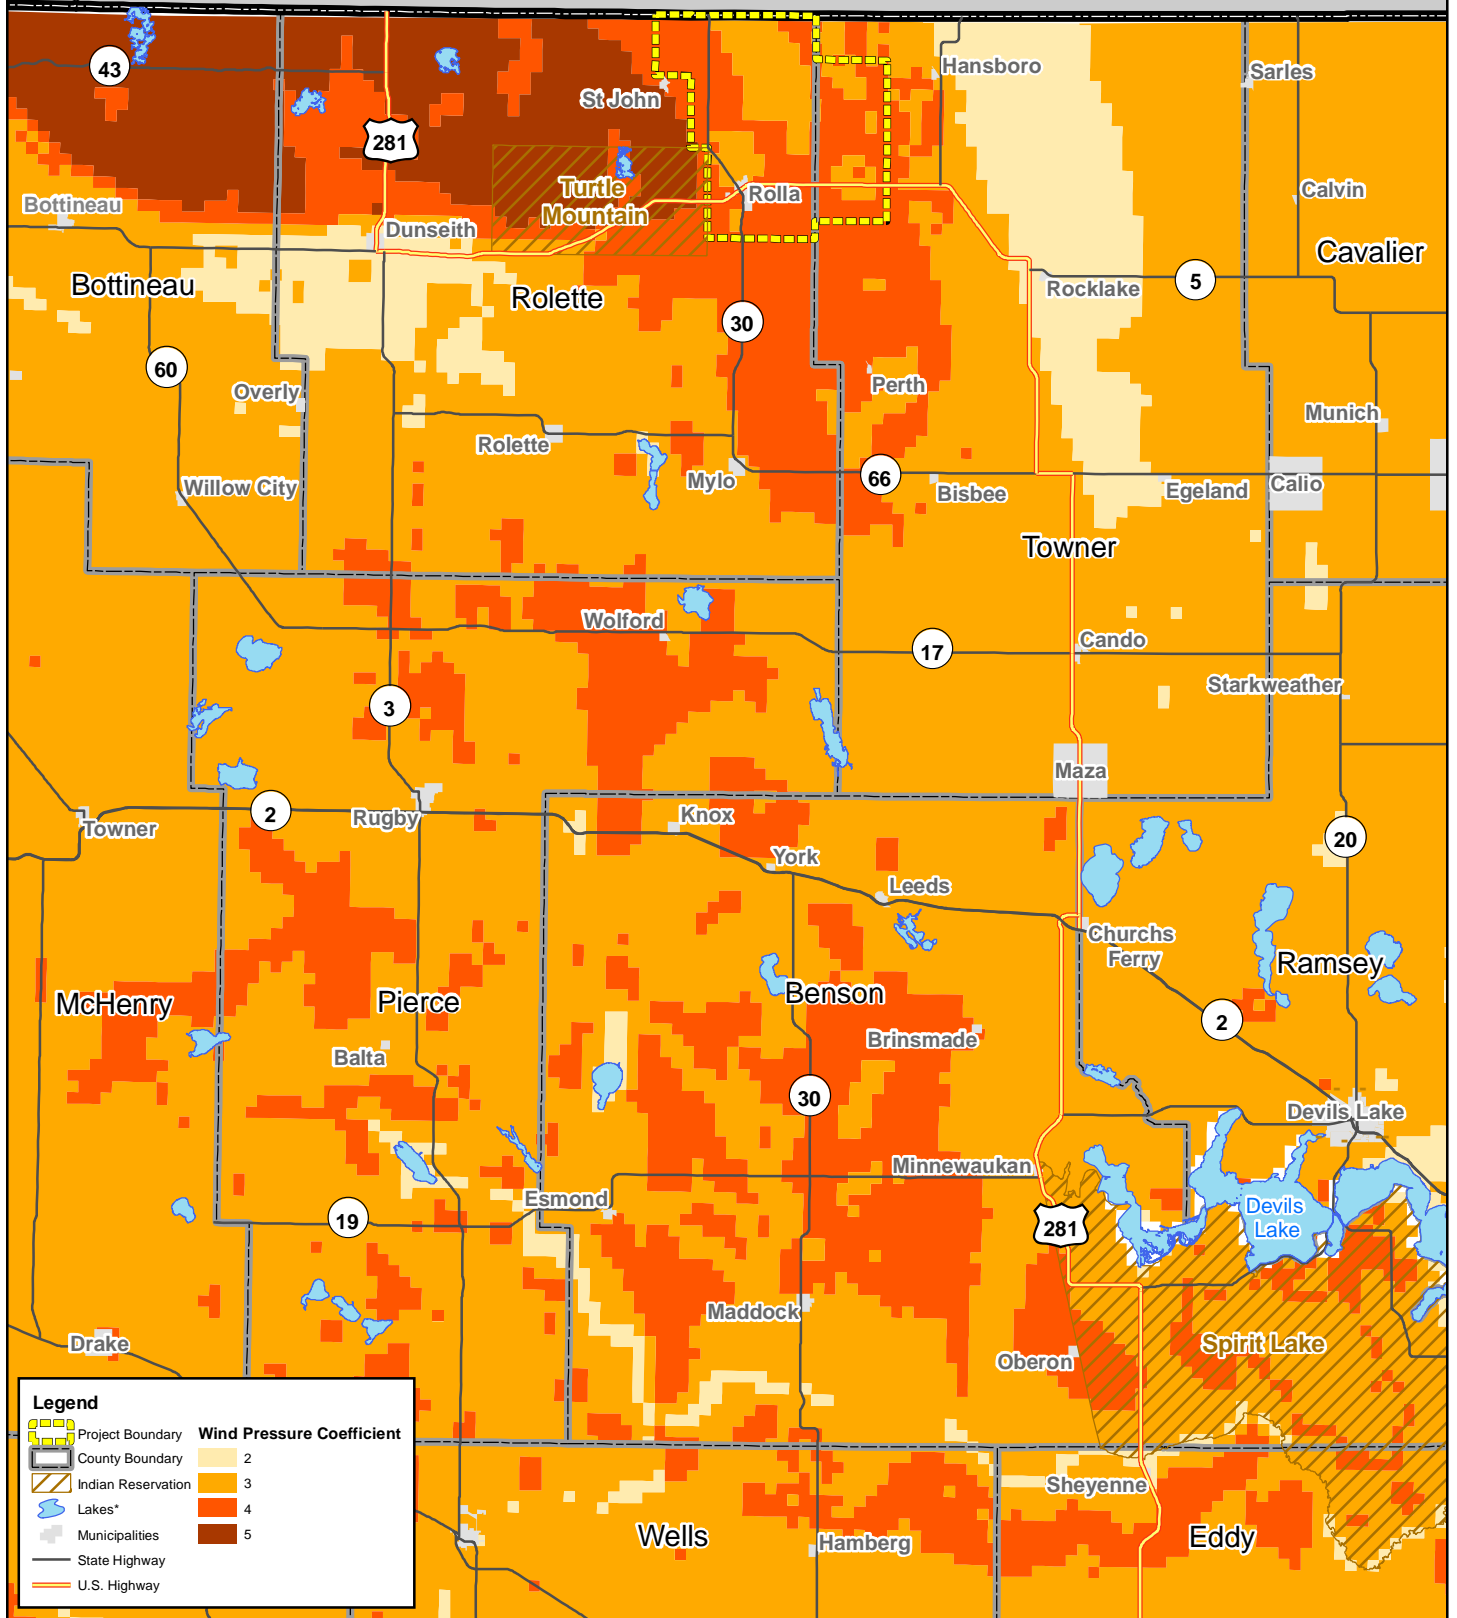 43
Hansboro
Sarles
St John
281
Turtle
Mountain
Rolla
Calvin
Bottineau
Dunseith
Cavalier
Bottineau
Rolette
Rocklake
5
30
60
Overly
Perth
Munich
Rolette
Mylo
66
Bisbee
Egeland
Calio
Willow City
Towner
Wolford
17
Cando
3
Starkweather
Maza
2
Rugby
Knox
Towner
20
York
Leeds
Churchs
Ferry
Ramsey
McHenry
Pierce
Benson
2
Brinsmade
Balta
30
Devils Lake
Minnewaukan
Esmond
19
281
Devils
Lake
Maddock
Drake
Oberon
Spirit Lake
Sheyenne
Wells
Hamberg
Eddy
Legend
Project Boundary
County Boundary
Indian Reservation
Lakes*
Municipalities
State Highway
U.S. Highway
Wind Pressure Coefficient
2
3
4
5